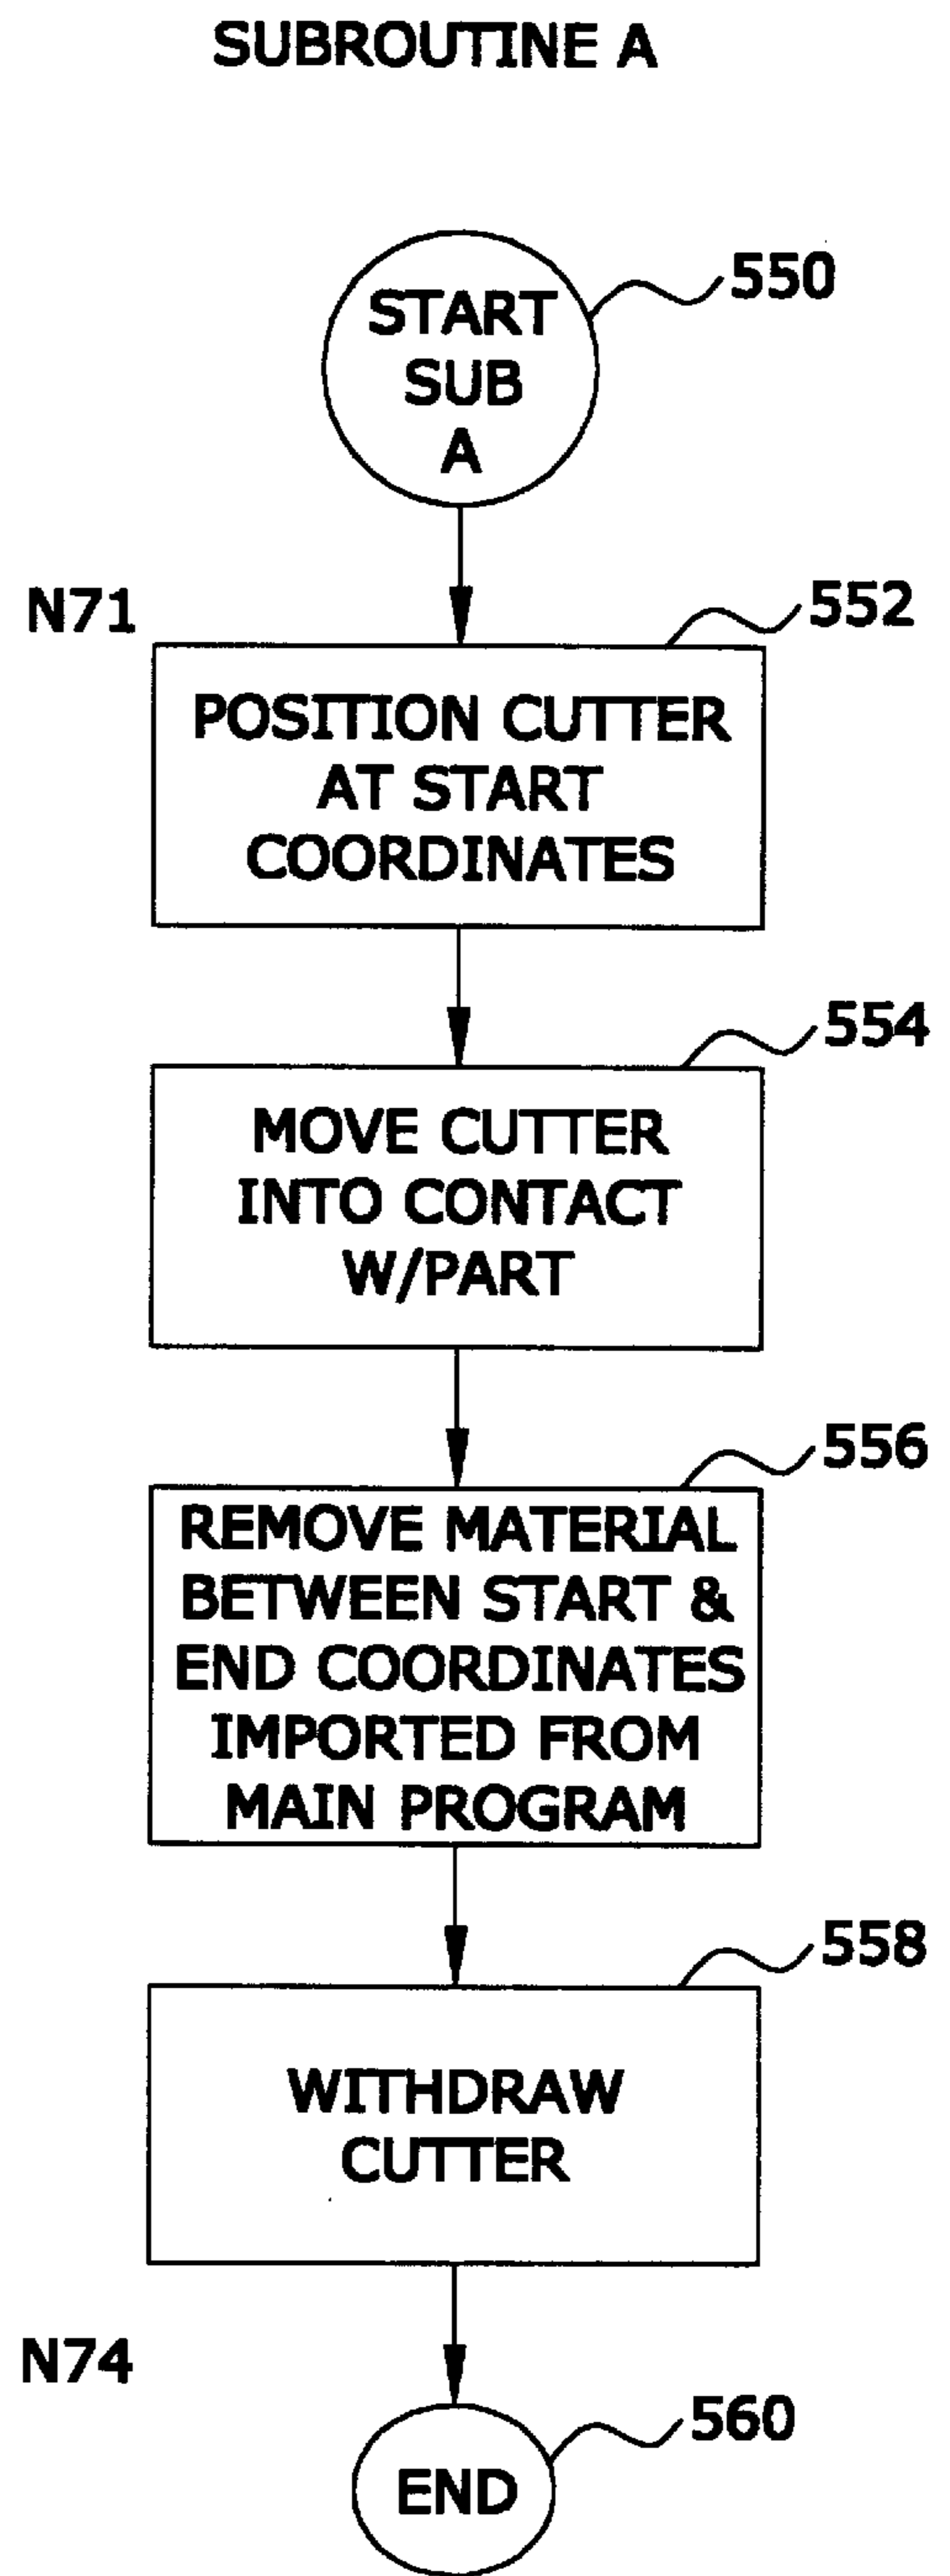 SUBROUTINE A
550
START
SUB
A
N71
552
POSITION CUTTER
AT START
COORDINATES
554
MOVE CUTTER
INTO CONTACT
W/PART
556
REMOVE MATERIAL
BETWEEN START &
END COORDINATES
IMPORTED FROM
MAIN PROGRAM
558
WITHDRAW
CUTTER
N74
560
END